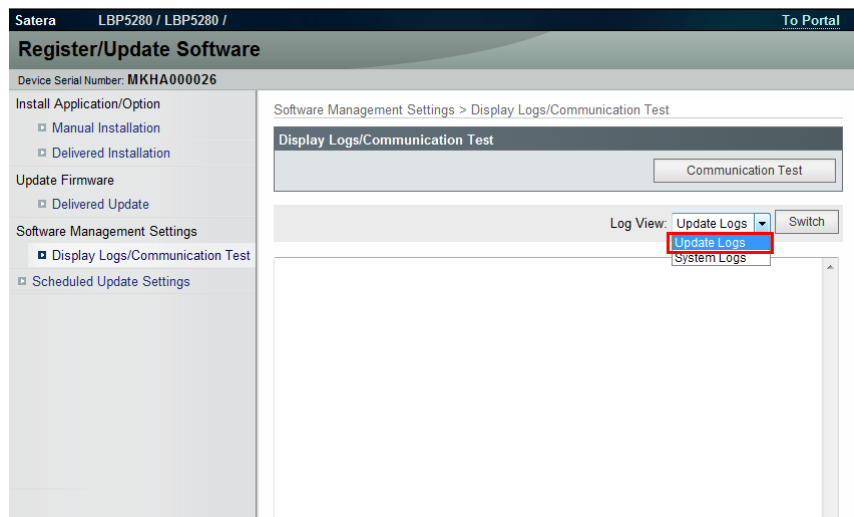 Satera LBP5280 / LBP5280 / To Portal
Register/Update Software
Device Serial Number: MKHA000026
Install Application/Option
Manual Installation
Delivered Installation
Update Firmware
Delivered Update
Software Management Settings
Display Logs/Communication Test
Scheduled Update Settings
Software Management Settings > Display Logs/Communication Test
Display Logs/Communication Test
Communication Test
Log View: Update Logs Switch
Update Logs
System Logs